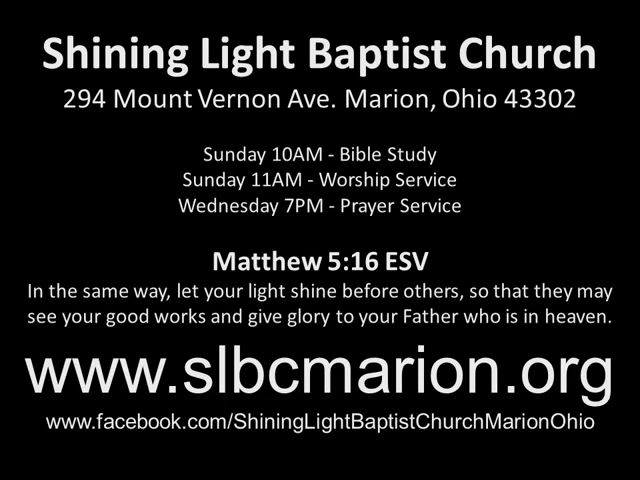 Shining Light Baptist Church
294 Mount Vernon Ave. Marion, Ohio 43302
Sunday 10AM - Bible Study
Sunday 11AM - Worship Service
Wednesday 7PM - Prayer Service
Matthew 5:16 ESV
In the same way, let your light shine before others, so that they may
see your good works and give glory to your Father who is in heaven.
www.slbcmarion.org
www.facebook.com/ShiningLightBaptistChurchMarionOhio